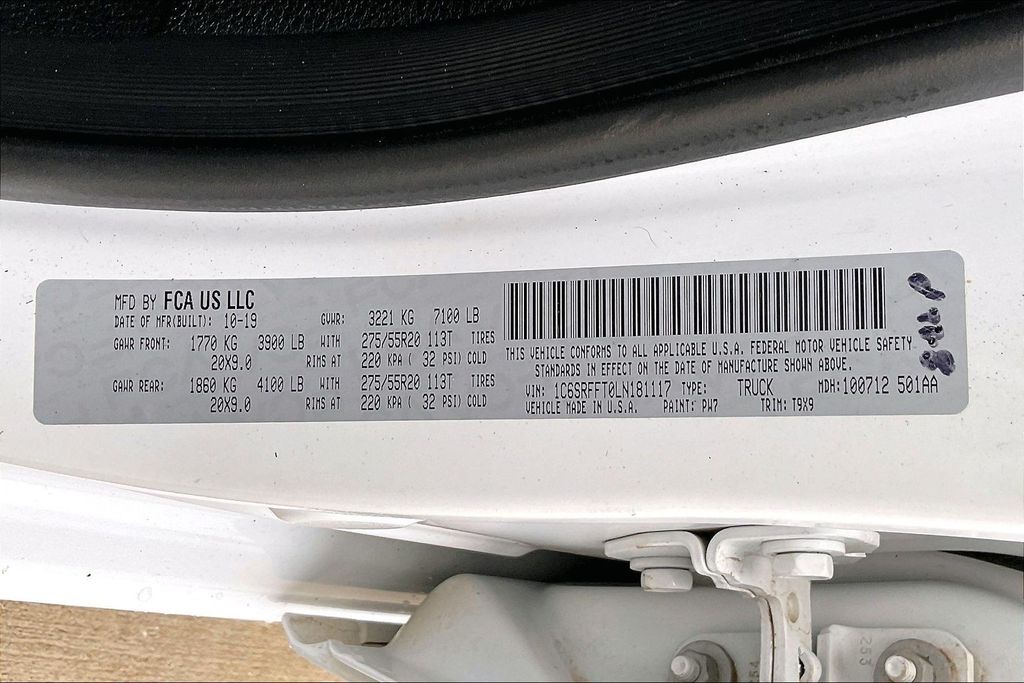 MFD BY FCA US LLC
DATE OF MFR(BUILT): 10-19 GVWR: 3221 KG 7100 LB
GAWR FRONT: 1770 KG 3900 LB WITH 275/55R20 113T TIRES
20X9.0 RIMS AT 220 KPA ( 32 PSI) COLD
GAWR REAR: 1860 KG 4100 LB WITH 275/55R20 113T TIRES
20X9.0 RIMS AT 220 KPA ( 32 PSI) COLD
THIS VEHICLE CONFORMS TO ALL APPLICABLE U.S.A. FEDERAL MOTOR VEHICLE SAFETY
STANDARDS IN EFFECT ON THE DATE OF MANUFACTURE SHOWN ABOVE.
VIN: 1C6SRFFT0LN181117 TYPE: TRUCK MDH:100712 501AA
VEHICLE MADE IN U.S.A. PAINT: PW7 TRIM: T9X9
254
253